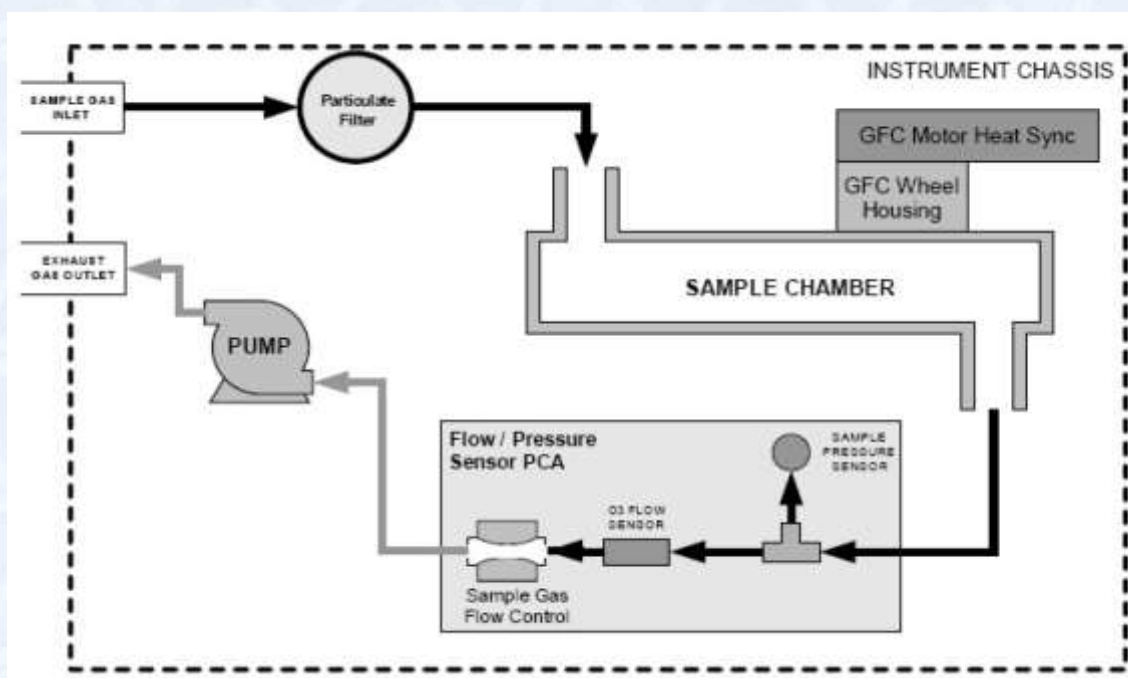 INSTRUMENT CHASSIS
SAMPLE GAS
INLET
Particulate
Filter
GFC Motor Heat Sync
GFC Wheel
Housing
EXHAUST
GAS OUTLET
SAMPLE CHAMBER
PUMP
Flow / Pressure
Sensor PCA
SAMPLE
PRESSURE
SENSOR
O3 FLOW
SENSOR
Sample Gas
Flow Control